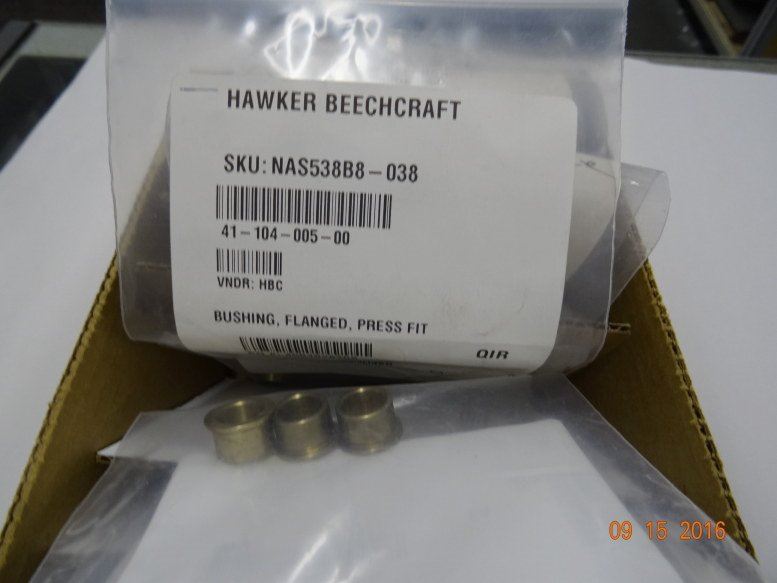 HAWKER BEECHCRAFT
SKU: NAS538B8-038
41-104-005-00
VNDR: HBC
BUSHING, FLANGED, PRESS FIT
QIR
09 15 2016